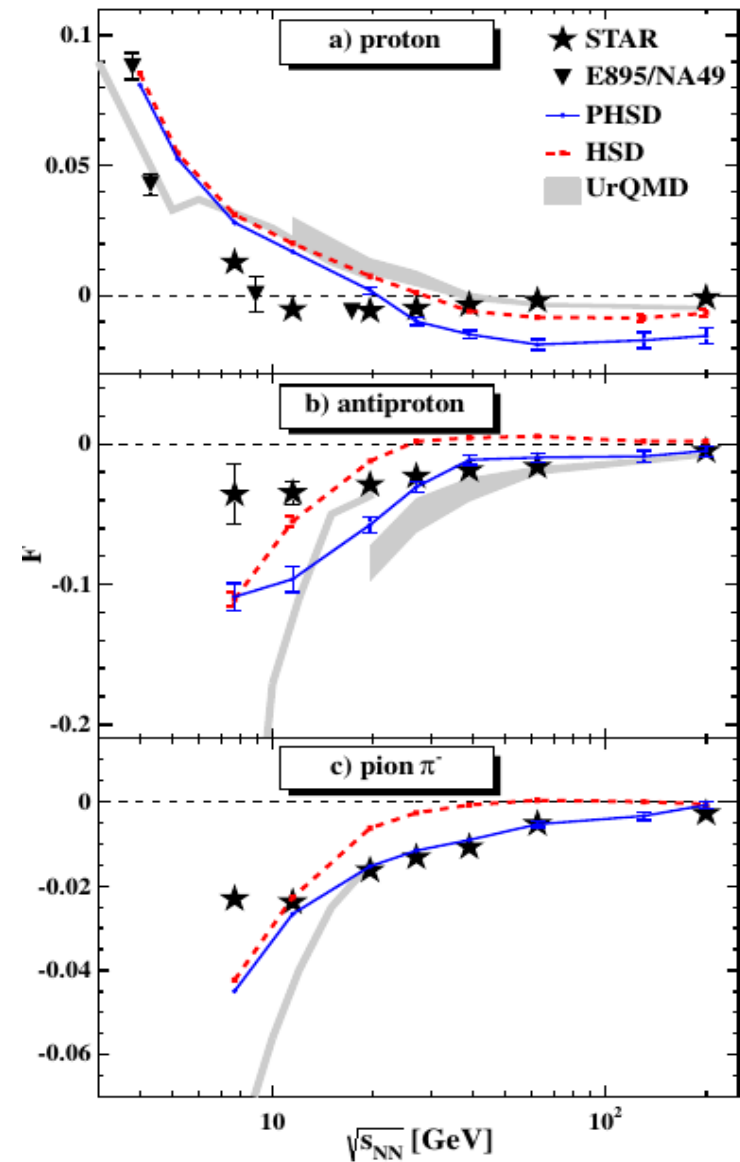 a) proton
STAR
E895/NA49
PHSD
HSD
UrQMD
0.1
0.05
0
b) antiproton
0
-0.1
-0.2
F
c) pion π⁻
0
-0.02
-0.04
-0.06
10
10²
√sNN [GeV]